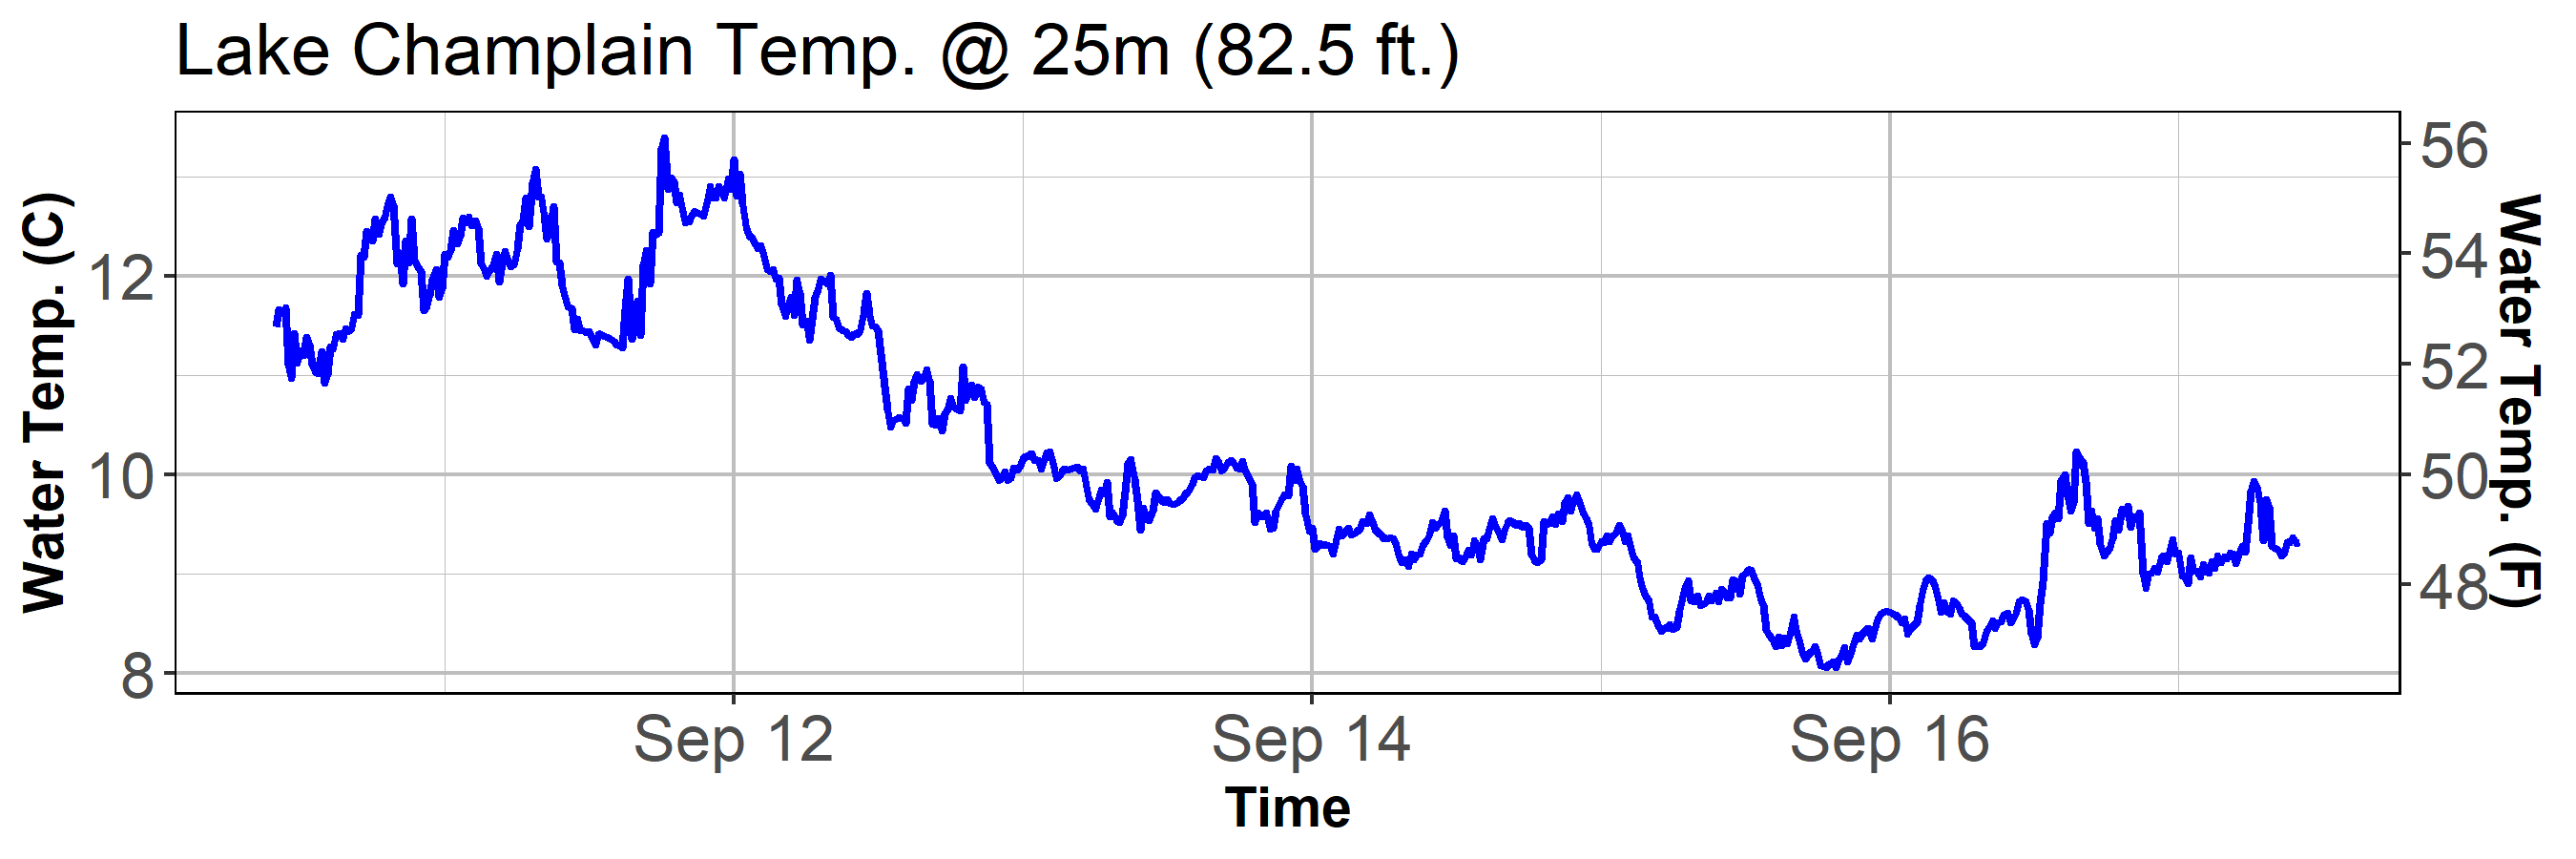 Lake Champlain Temp. @ 25m (82.5 ft.)
Water Temp. (C)
12
10
8
56
54
52
50
48
Water Temp. (F)
Sep 12
Sep 14
Sep 16
Time